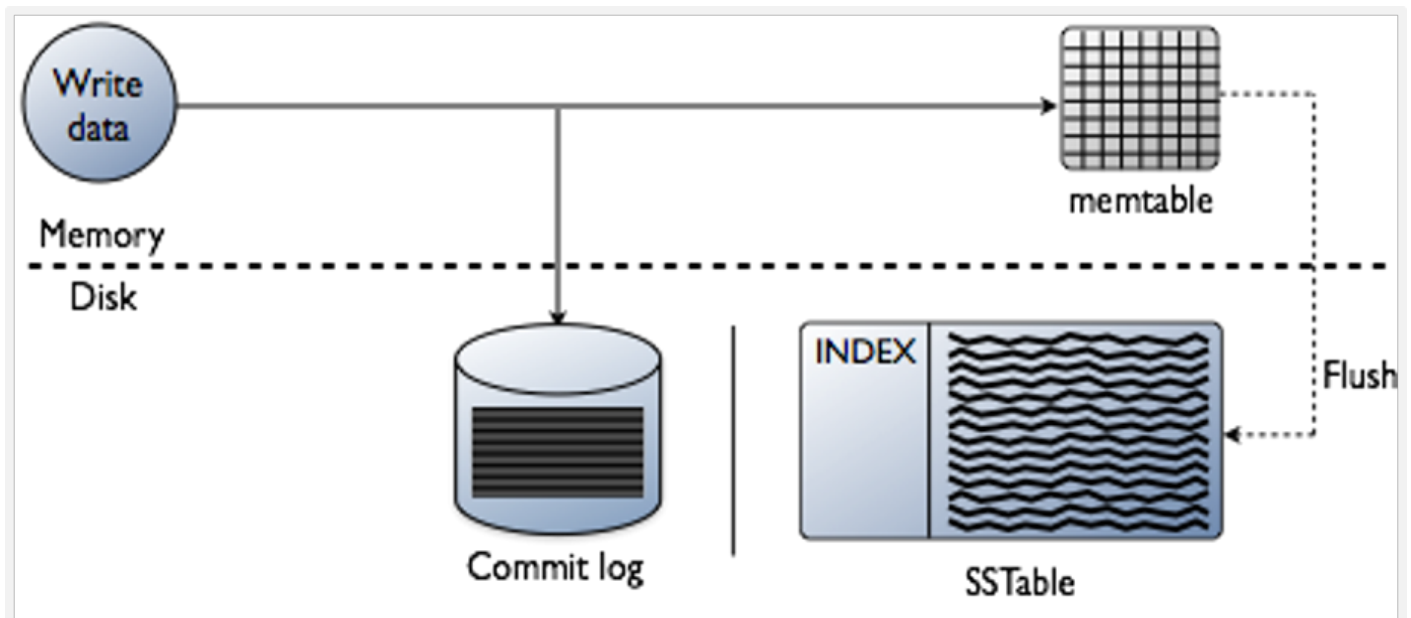 Write
data
memtable
Memory
Disk
INDEX
Flush
Commit log
SSTable